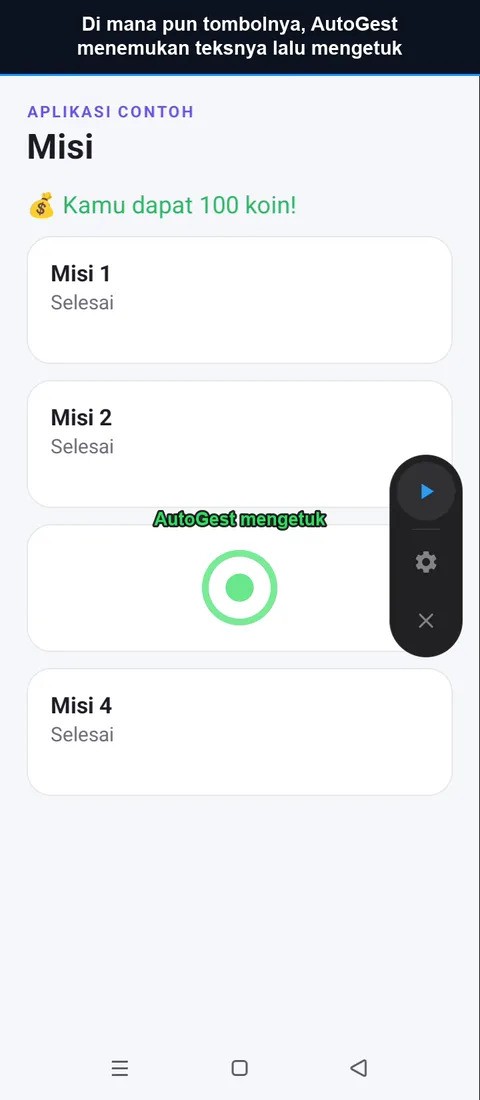 Di mana pun tombolnya, AutoGest
menemukan teksnya lalu mengetuk
APLIKASI CONTOH
Misi
💰 Kamu dapat 100 koin!
Misi 1
Selesai
Misi 2
Selesai
AutoGest mengetuk
Misi 4
Selesai